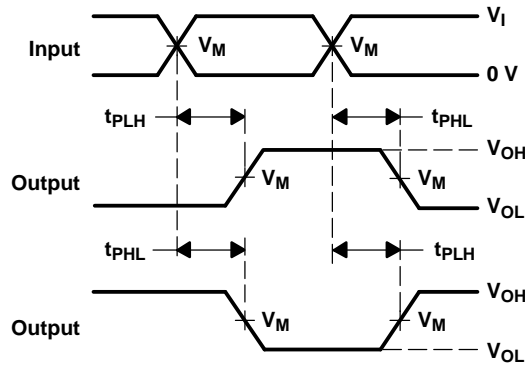 V_I
Input
V_M
V_M
0 V
t_PLH
t_PHL
V_OH
Output
V_M
V_M
V_OL
t_PHL
t_PLH
V_OH
Output
V_M
V_M
V_OL